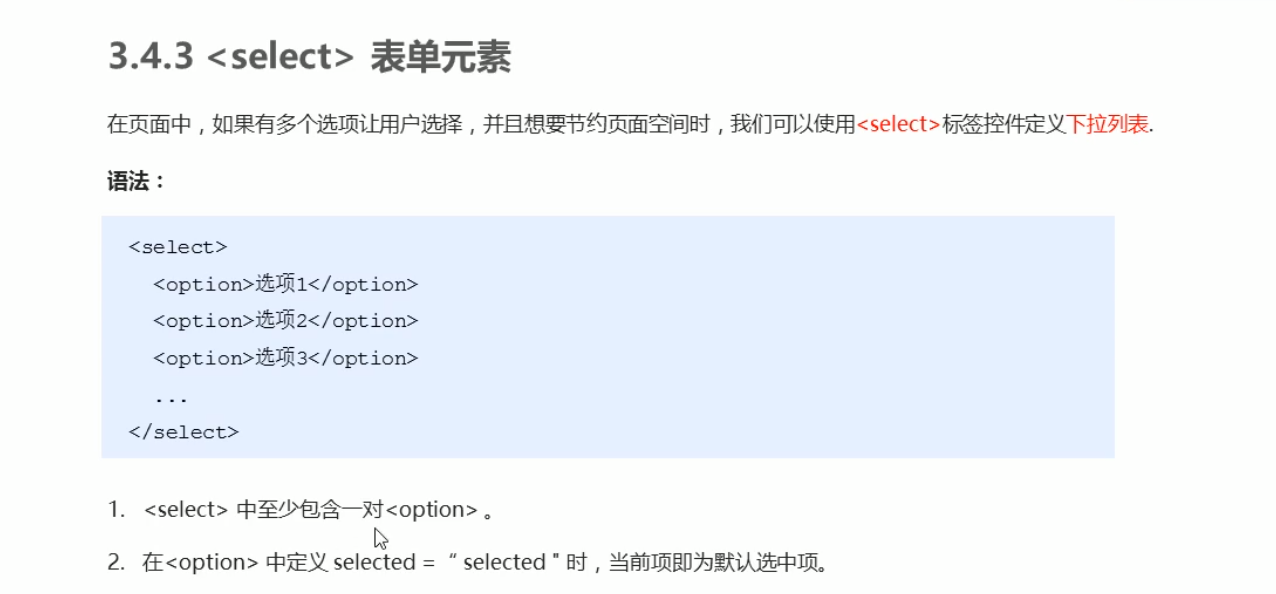 3.4.3 <select> 表单元素
在页面中，如果有多个选项让用户选择，并且想要节约页面空间时，我们可以使用<select>标签控件定义下拉列表.
语法：
<select>
<option>选项1</option>
<option>选项2</option>
<option>选项3</option>
...
</select>
1. <select> 中至少包含一对<option> 。
2. 在<option> 中定义 selected = “ selected " 时，当前项即为默认选中项。